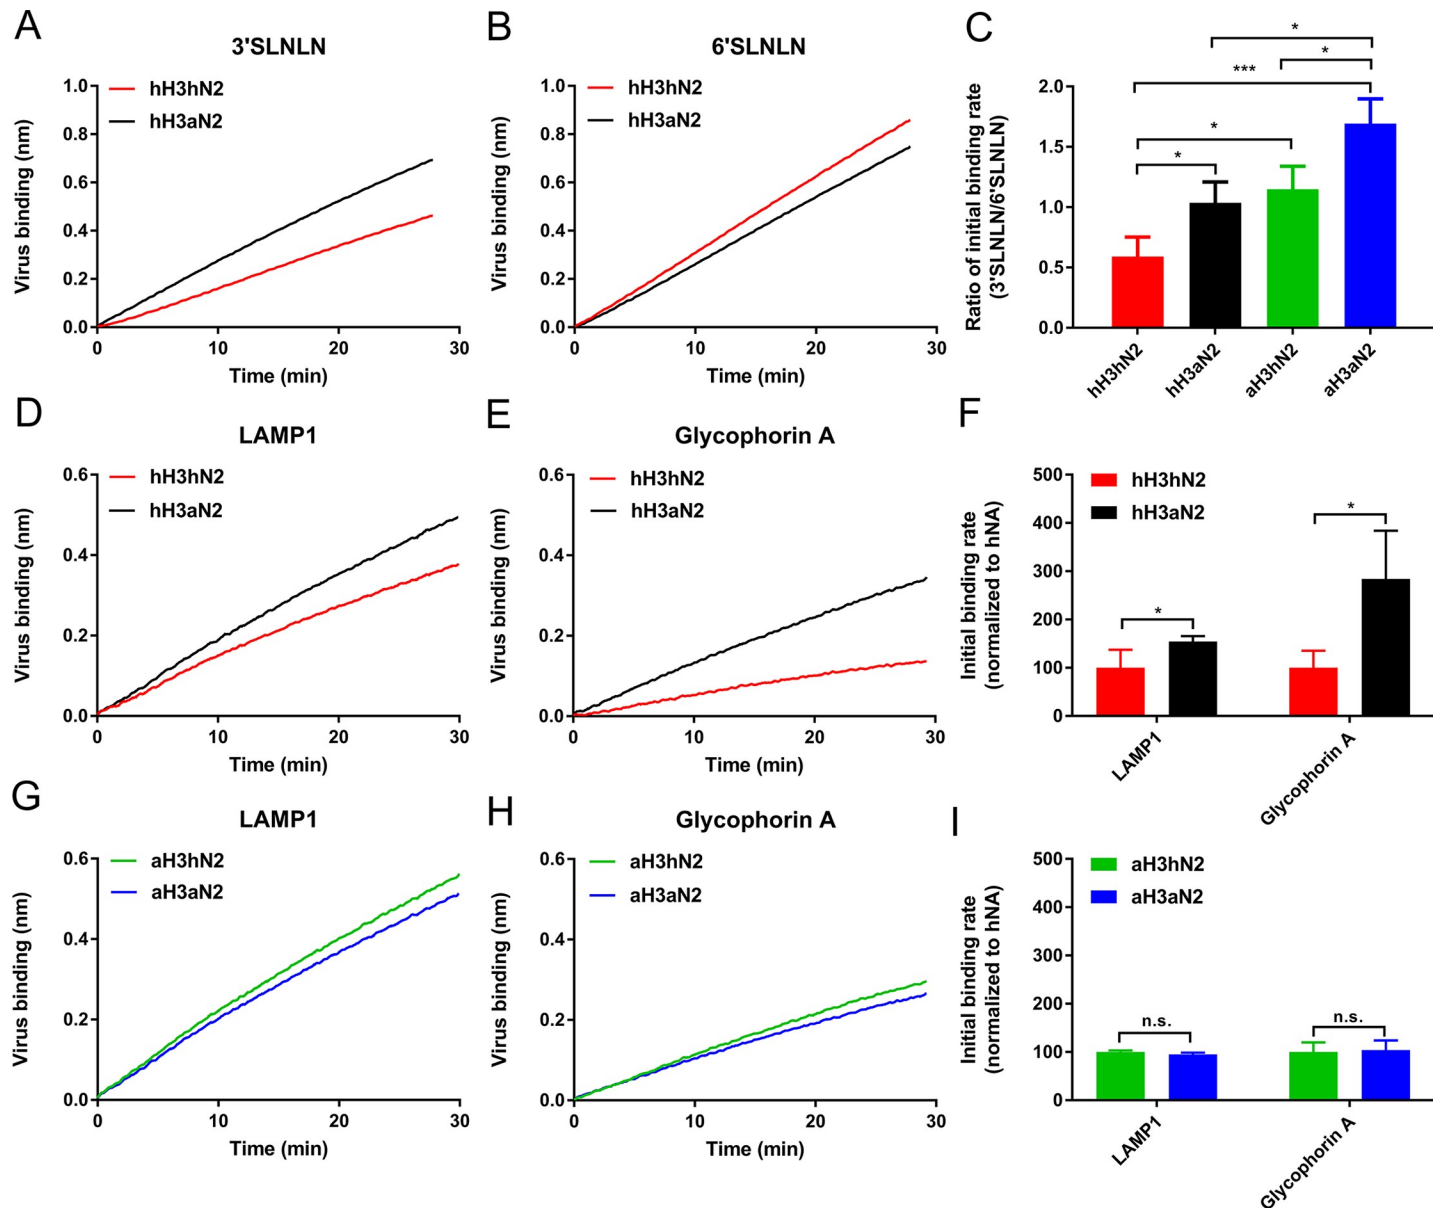 A
3'SLNLN
hH3hN2
hH3aN2
Virus binding (nm)
1.0
0.8
0.6
0.4
0.2
0.0
0 10 20 30
Time (min)
B
6'SLNLN
hH3hN2
hH3aN2
Virus binding (nm)
1.0
0.8
0.6
0.4
0.2
0.0
0 10 20 30
Time (min)
C
Ratio of initial binding rate
(3'SLNLN/6'SLNLN)
2.0
1.5
1.0
0.5
0.0
*
*
***
*
*
hH3hN2
hH3aN2
aH3hN2
aH3aN2
D
LAMP1
hH3hN2
hH3aN2
Virus binding (nm)
0.6
0.4
0.2
0.0
0 10 20 30
Time (min)
E
Glycophorin A
hH3hN2
hH3aN2
Virus binding (nm)
0.6
0.4
0.2
0.0
0 10 20 30
Time (min)
F
hH3hN2
hH3aN2
Initial binding rate
(normalized to hNA)
500
400
300
200
100
0
*
*
LAMP1
Glycophorin A
G
LAMP1
aH3hN2
aH3aN2
Virus binding (nm)
0.6
0.4
0.2
0.0
0 10 20 30
Time (min)
H
Glycophorin A
aH3hN2
aH3aN2
Virus binding (nm)
0.6
0.4
0.2
0.0
0 10 20 30
Time (min)
I
aH3hN2
aH3aN2
Initial binding rate
(normalized to hNA)
500
400
300
200
100
0
n.s.
n.s.
LAMP1
Glycophorin A